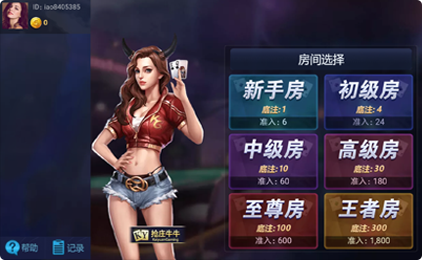 ID: iao8405385
0
房间选择
新手房
底注:1
准入:6
初级房
底注:4
准入:24
中级房
底注:10
准入:60
高级房
底注:30
准入:180
至尊房
底注:100
准入:600
王者房
底注:300
准入:1,800
KY 抢庄牛牛
KaiyuanGaming
帮助
记录